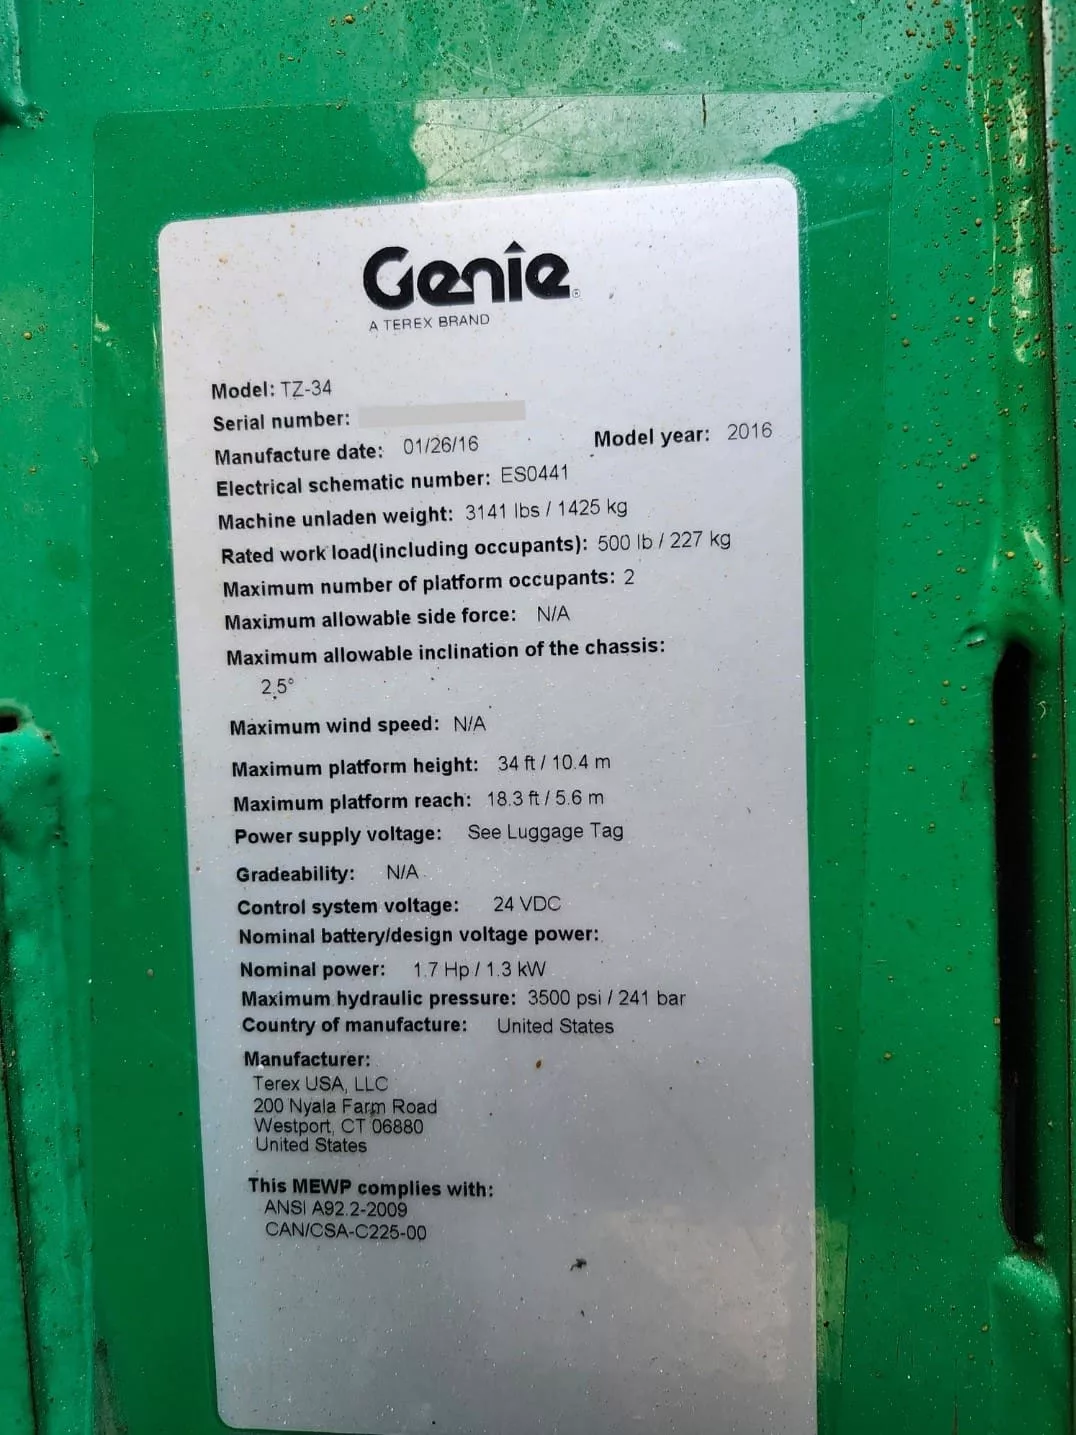 Genie®
A TEREX BRAND
Model: TZ-34
Serial number:
Manufacture date: 01/26/16 Model year: 2016
Electrical schematic number: ES0441
Machine unladen weight: 3141 lbs / 1425 kg
Rated work load(including occupants): 500 lb / 227 kg
Maximum number of platform occupants: 2
Maximum allowable side force: N/A
Maximum allowable inclination of the chassis:
2.5°
Maximum wind speed: N/A
Maximum platform height: 34 ft / 10.4 m
Maximum platform reach: 18.3 ft / 5.6 m
Power supply voltage: See Luggage Tag
Gradeability: N/A
Control system voltage: 24 VDC
Nominal battery/design voltage power:
Nominal power: 1.7 Hp / 1.3 kW
Maximum hydraulic pressure: 3500 psi / 241 bar
Country of manufacture: United States
Manufacturer:
Terex USA, LLC
200 Nyala Farm Road
Westport, CT 06880
United States
This MEWP complies with:
ANSI A92.2-2009
CAN/CSA-C225-00